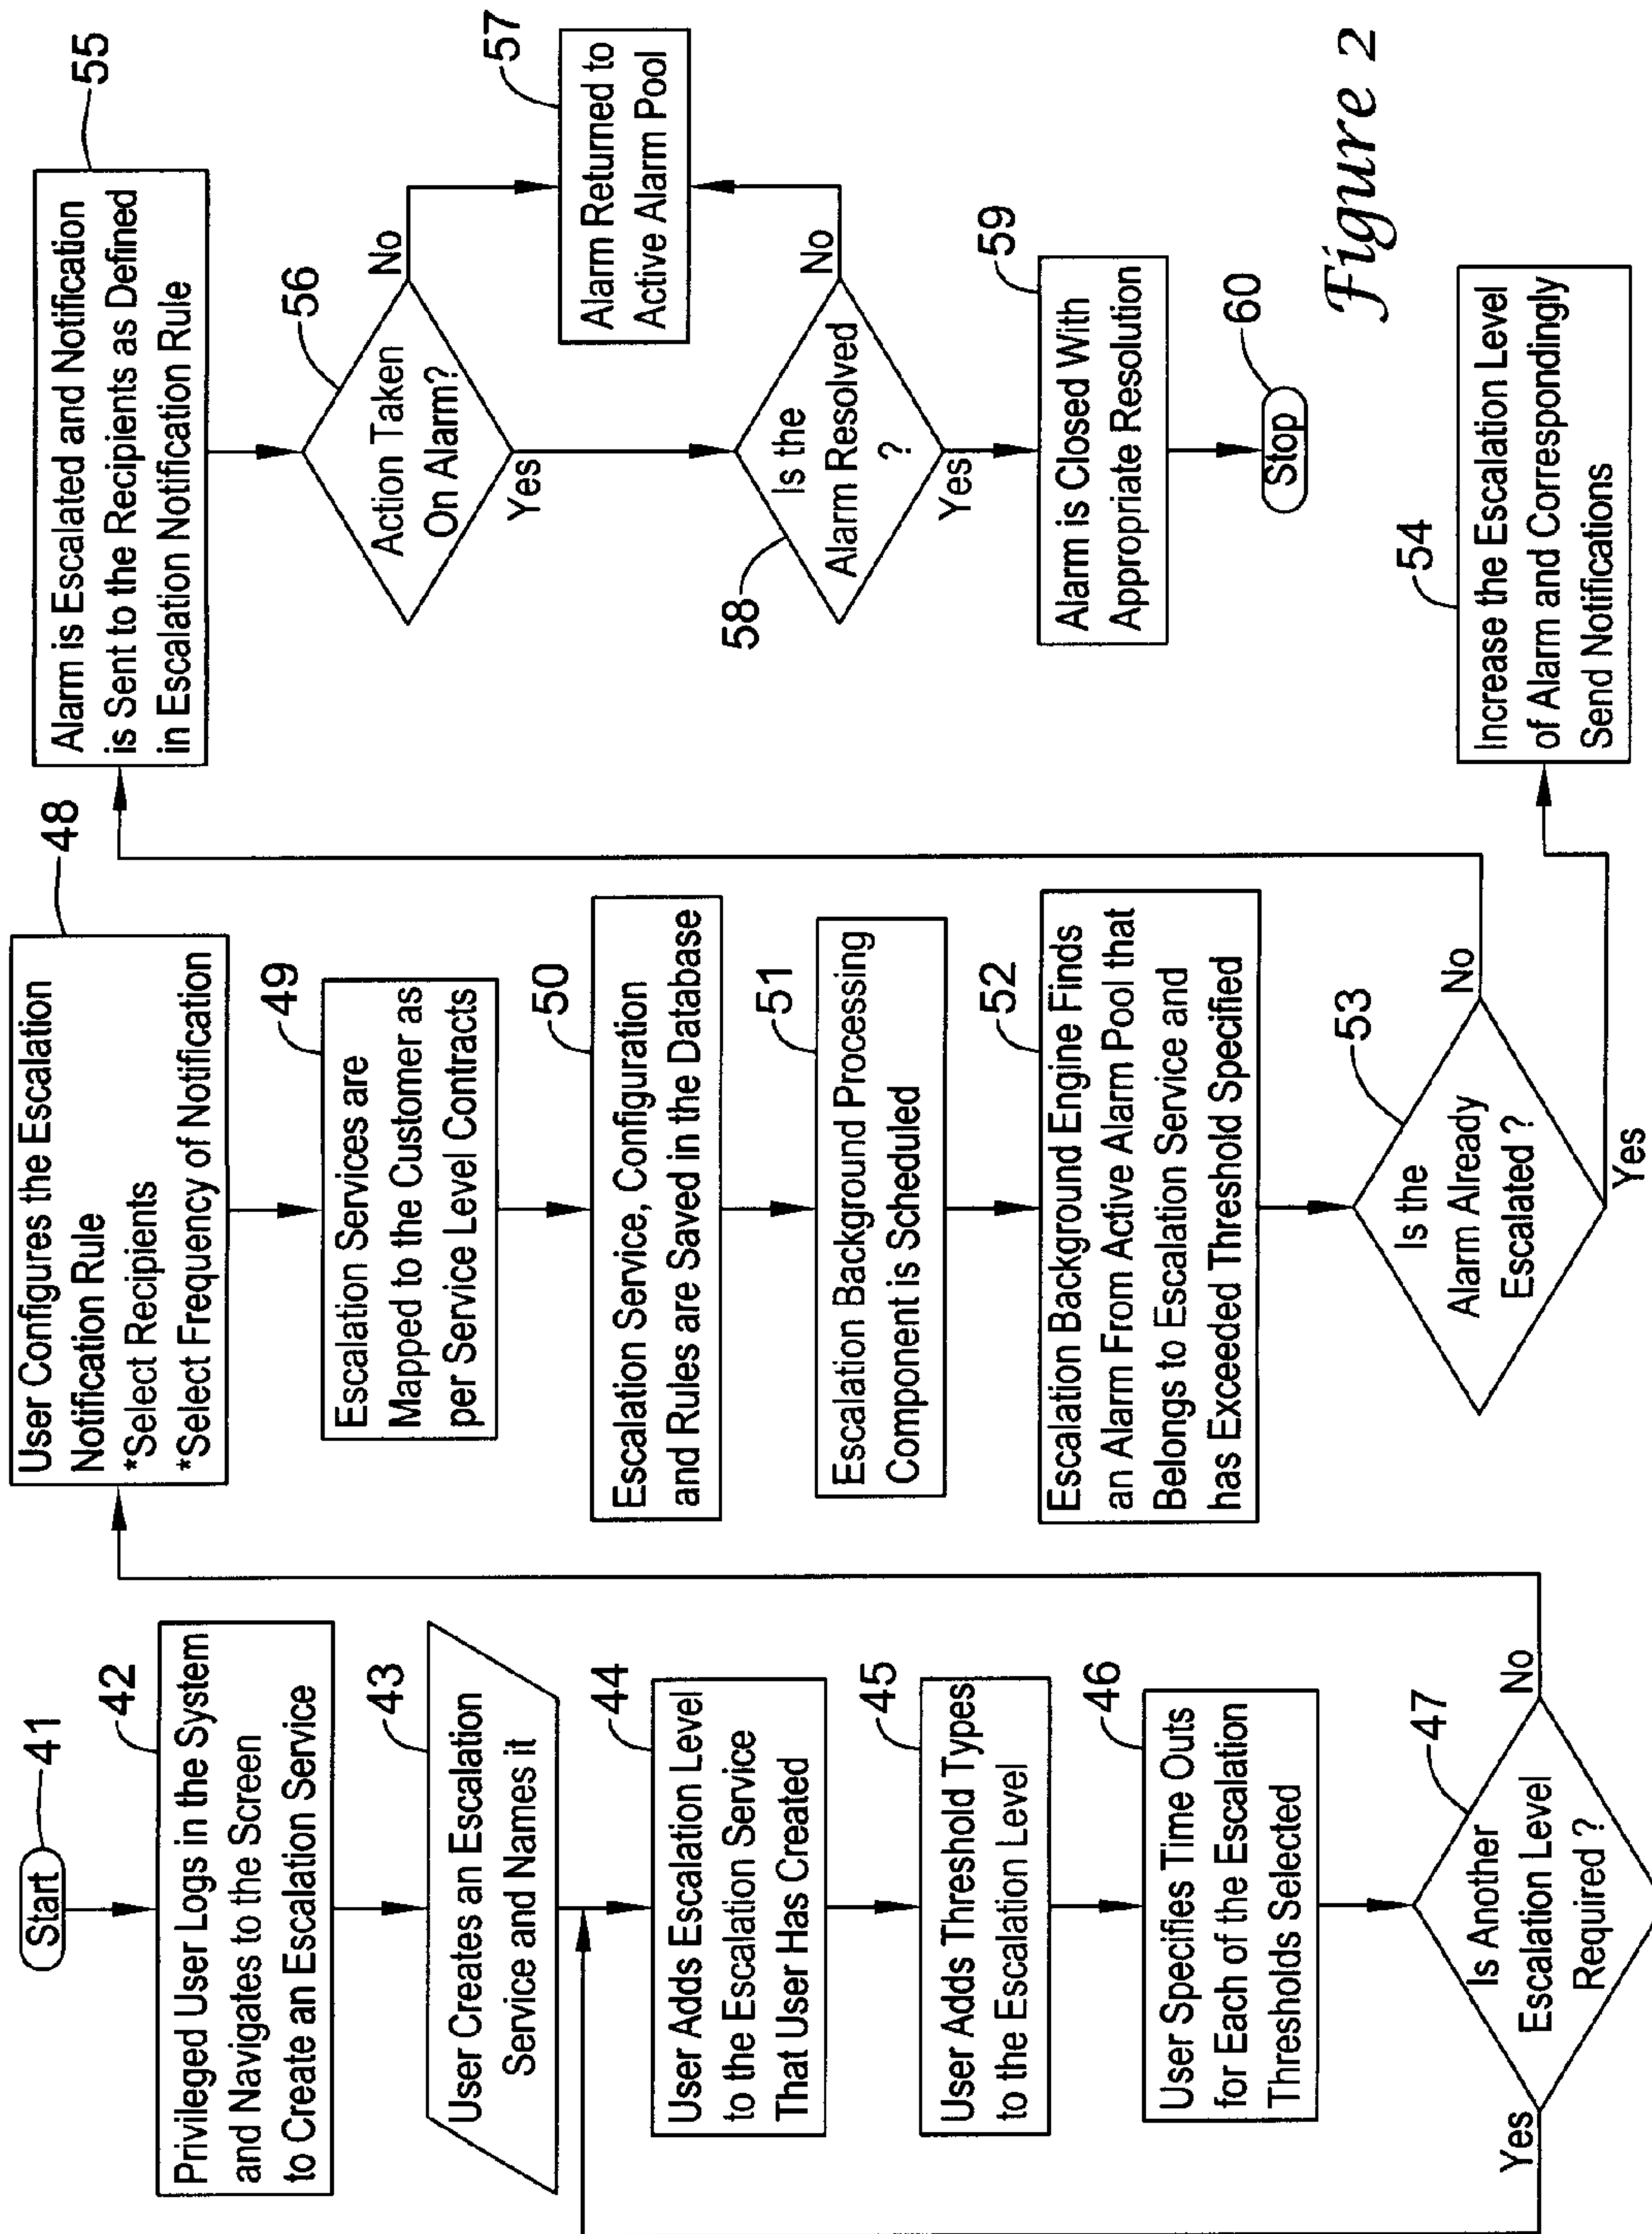 Start
41
Privileged User Logs in the System
and Navigates to the Screen
to Create an Escalation Service
42
User Creates an Escalation
Service and Names it
43
User Adds Escalation Level
to the Escalation Service
That User Has Created
44
User Adds Threshold Types
to the Escalation Level
45
User Specifies Time Outs
for Each of the Escalation
Thresholds Selected
46
Is Another
Escalation Level
Required ?
47
Yes
No
User Configures the Escalation
Notification Rule
*Select Recipients
*Select Frequency of Notification
48
Escalation Services are
Mapped to the Customer as
per Service Level Contracts
49
Escalation Service, Configuration
and Rules are Saved in the Database
50
Escalation Background Processing
Component is Scheduled
51
Escalation Background Engine Finds
an Alarm From Active Alarm Pool that
Belongs to Escalation Service and
has Exceeded Threshold Specified
52
Is the
Alarm Already
Escalated ?
53
No
Yes
Alarm is Escalated and Notification
is Sent to the Recipients as Defined
in Escalation Notification Rule
55
Action Taken
On Alarm?
56
No
Yes
Alarm Returned to
Active Alarm Pool
57
Is the
Alarm Resolved
?
58
No
Yes
Alarm is Closed With
Appropriate Resolution
59
Stop
60
Increase the Escalation Level
of Alarm and Correspondingly
Send Notifications
54
Figure 2